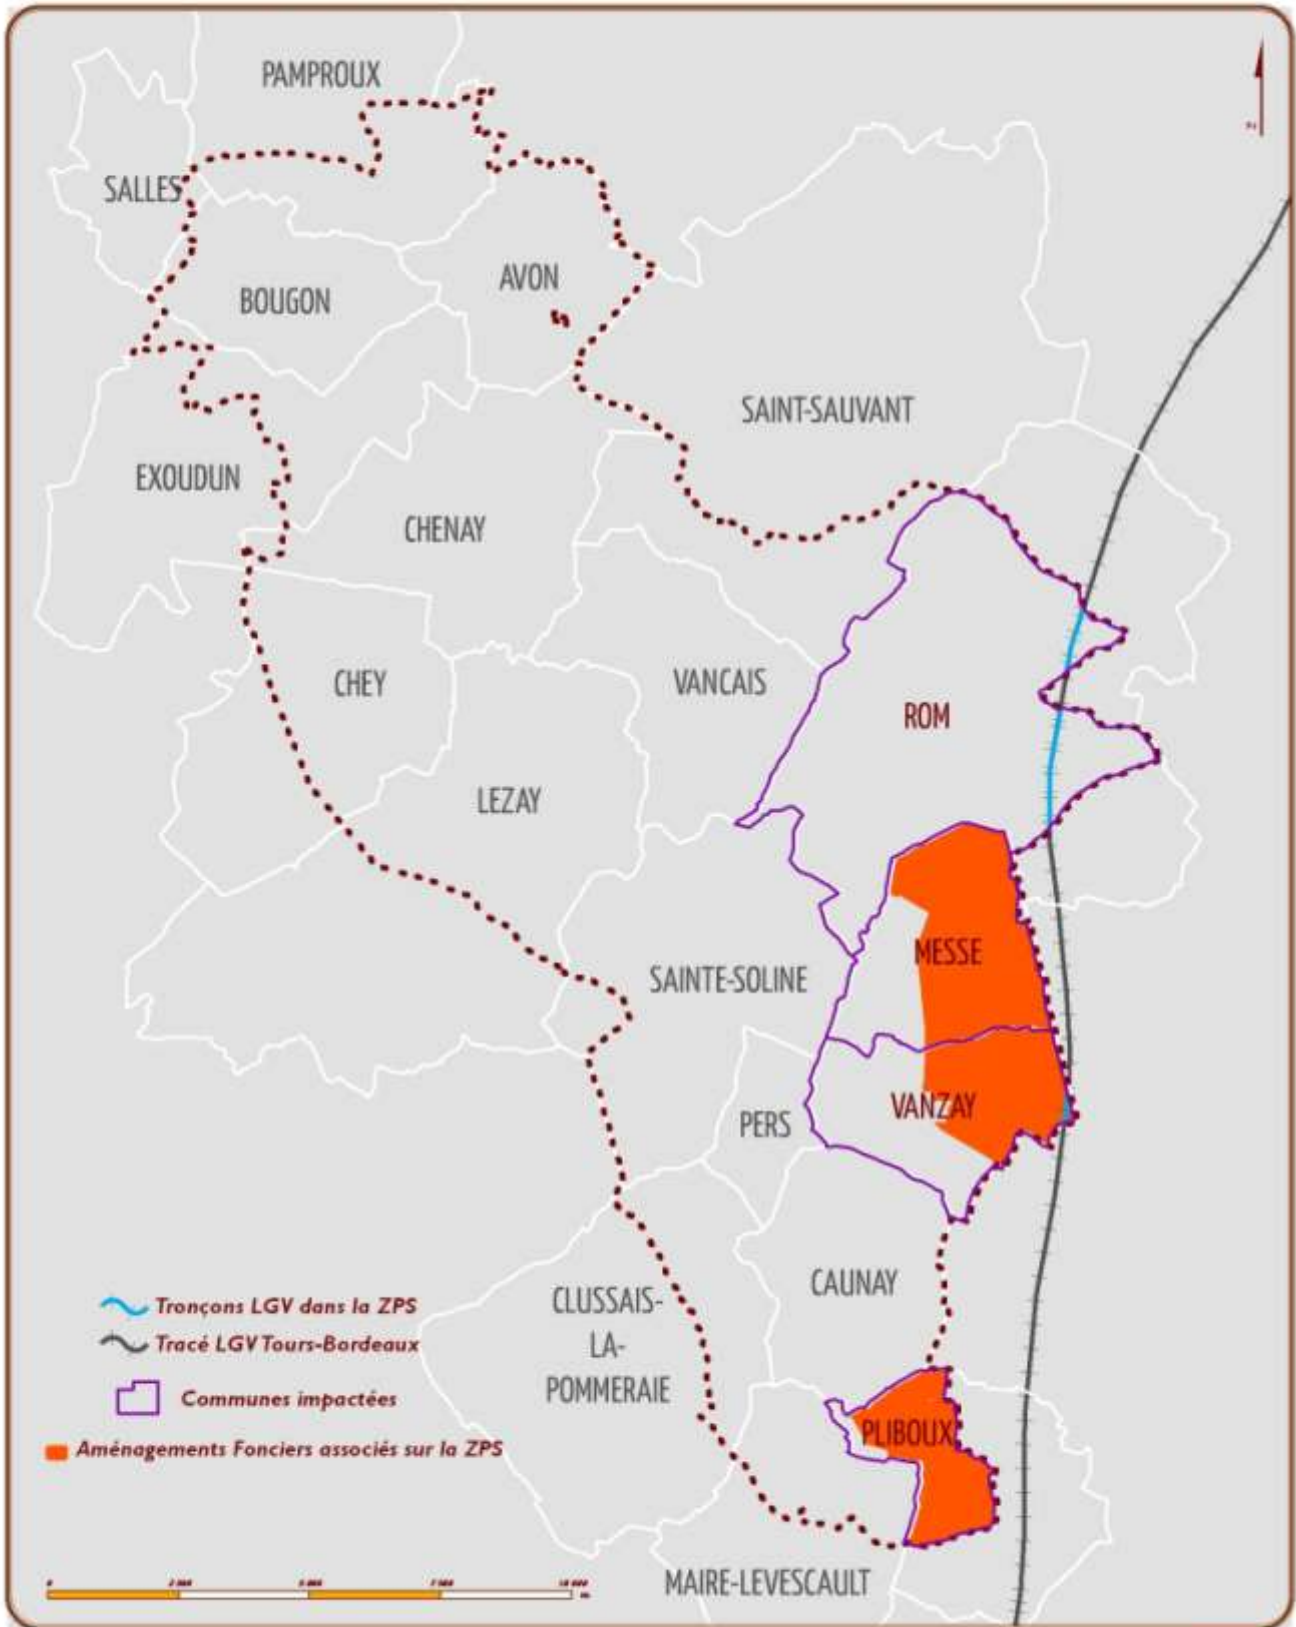 PAMPROUX
SALLES
AVON
BOUGON
SAINT-SAUVANT
EXOUDUN
CHENAY
CHEY
VANCAIS
ROM
LEZAY
MESSE
SAINTE-SOLINE
VANZAY
PERS
CAUNAY
CLUSSAIS-
LA-
POMMERAIE
Tronçons LGV dans la ZPS
Tracé LGV Tours-Bordeaux
Communes impactées
PLIBOUX
Aménagements Fonciers associés sur la ZPS
MAIRE-LEVESCAULT